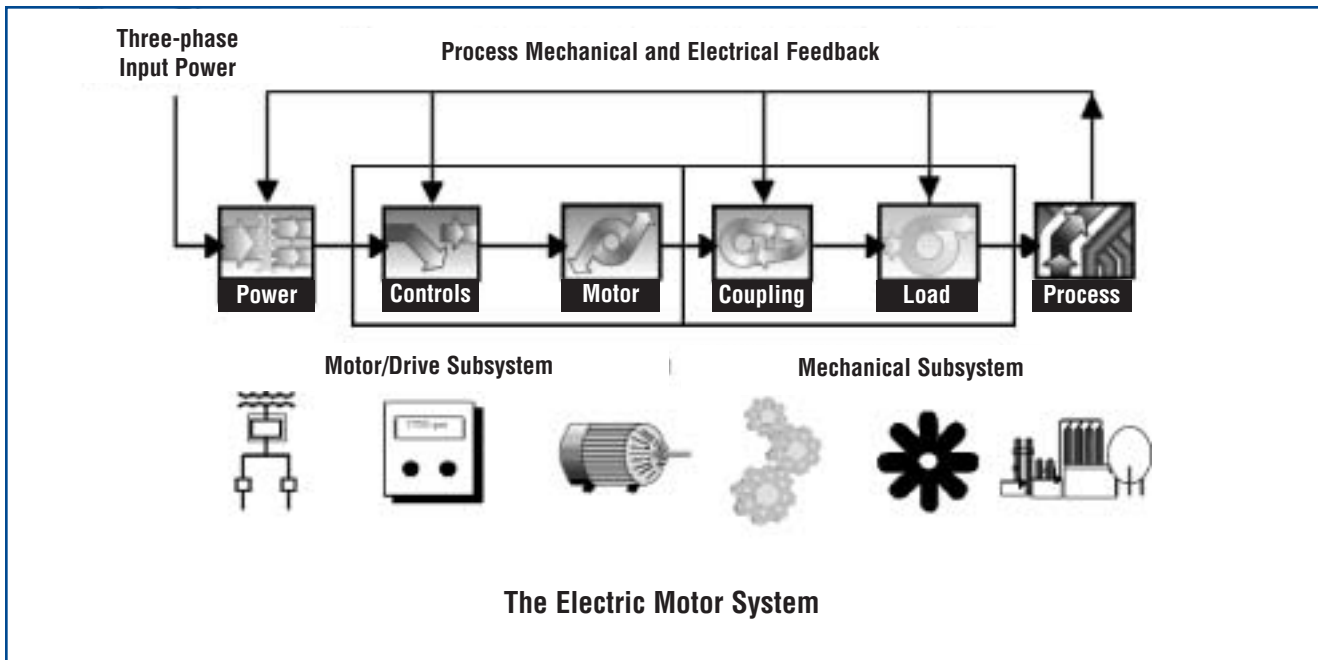 Three-phase
Input Power
Process Mechanical and Electrical Feedback
Power
Controls
Motor
Coupling
Load
Process
Motor/Drive Subsystem
Mechanical Subsystem
The Electric Motor System